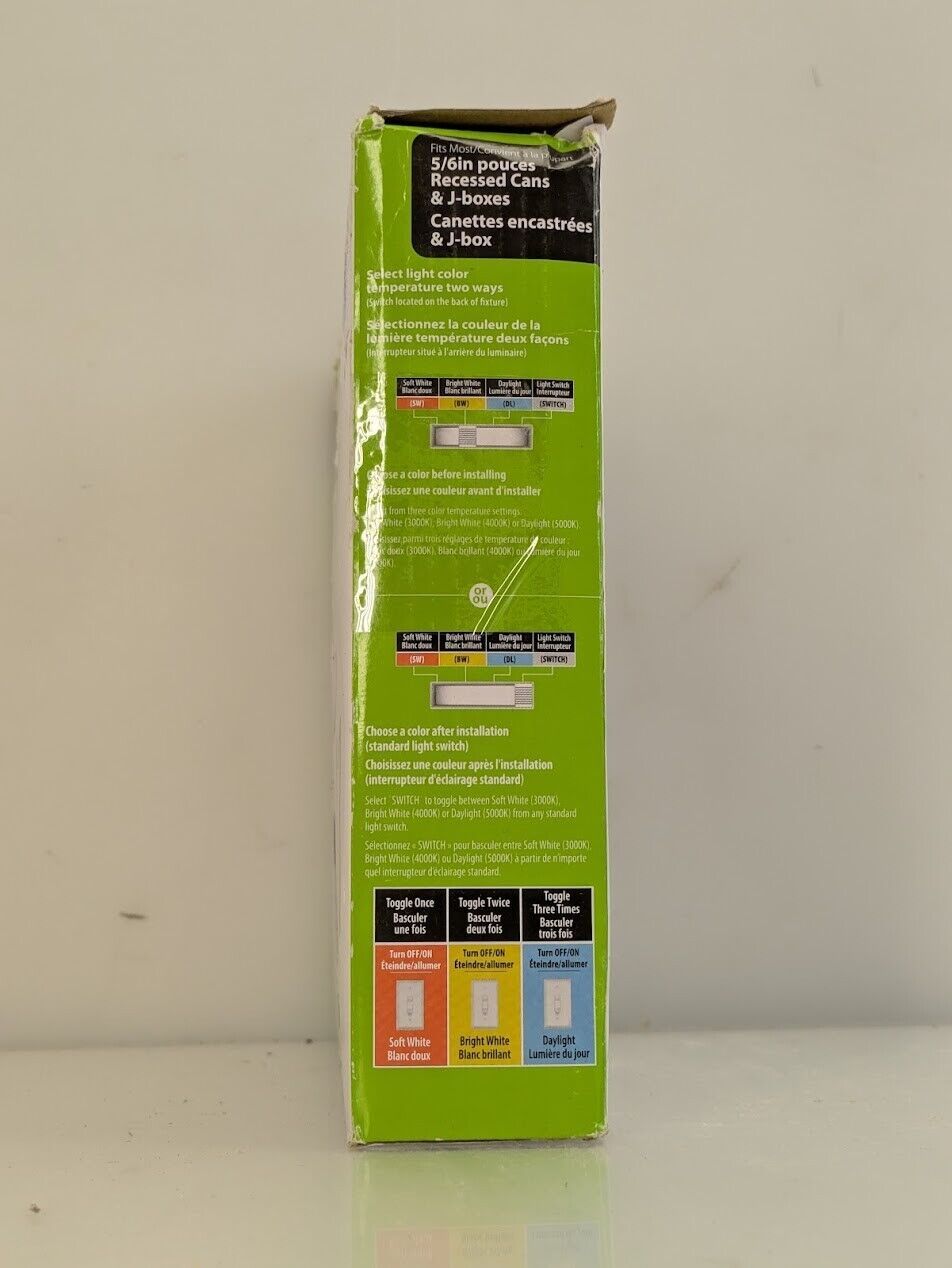 Fits Most/Convient à la plupart
5/6in pouces
Recessed Cans
& J-boxes
Canettes encastrées
& J-box
Select light color
temperature two ways
(Switch located on the back of fixture)
Sélectionnez la couleur de la
lumière température deux façons
(Interrupteur situé à l'arrière du luminaire)
Soft White Bright White Daylight Light Switch
Blanc doux Blanc brillant Lumière du jour Interrupteur
(SW) (BW) (DL) (SWITCH)
Choose a color before installing
Choisissez une couleur avant d'installer
from three color temperature settings.
White (3000K), Bright White (4000K) or Daylight (5000K).
parmi trois réglages de température de couleur :
doux (3000K), Blanc brillant (4000K) ou Lumière du jour
or
ou
Soft White Bright White Daylight Light Switch
Blanc doux Blanc brillant Lumière du jour Interrupteur
(SW) (BW) (DL) (SWITCH)
Choose a color after installation
(standard light switch)
Choisissez une couleur après l'installation
(interrupteur d'éclairage standard)
Select "SWITCH" to toggle between Soft White (3000K),
Bright White (4000K) or Daylight (5000K) from any standard
light switch.
Sélectionnez « SWITCH » pour basculer entre Soft White (3000K),
Bright White (4000K) ou Daylight (5000K) à partir de n'importe
quel interrupteur d'éclairage standard.
Toggle Once
Basculer
une fois
Toggle Twice
Basculer
deux fois
Toggle
Three Times
Basculer
trois fois
Turn OFF/ON
Éteindre/allumer
Turn OFF/ON
Éteindre/allumer
Turn OFF/ON
Éteindre/allumer
Soft White
Blanc doux
Bright White
Blanc brillant
Daylight
Lumière du jour